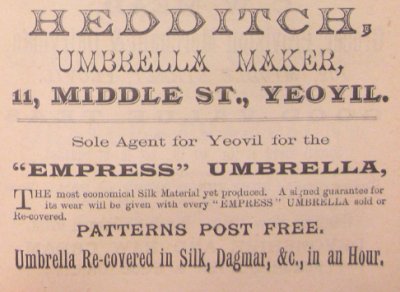 HEDDITCH,
UMBRELLA MAKER,
11, MIDDLE ST., YEOVIL.
Sole Agent for Yeovil for the
"EMPRESS" UMBRELLA,
THE most economical Silk Material yet produced. A signed guarantee for
its wear will be given with every "EMPRESS" UMBRELLA sold or
Re-covered.
PATTERNS POST FREE.
Umbrella Re-covered in Silk, Dagmar, &c., in an Hour.